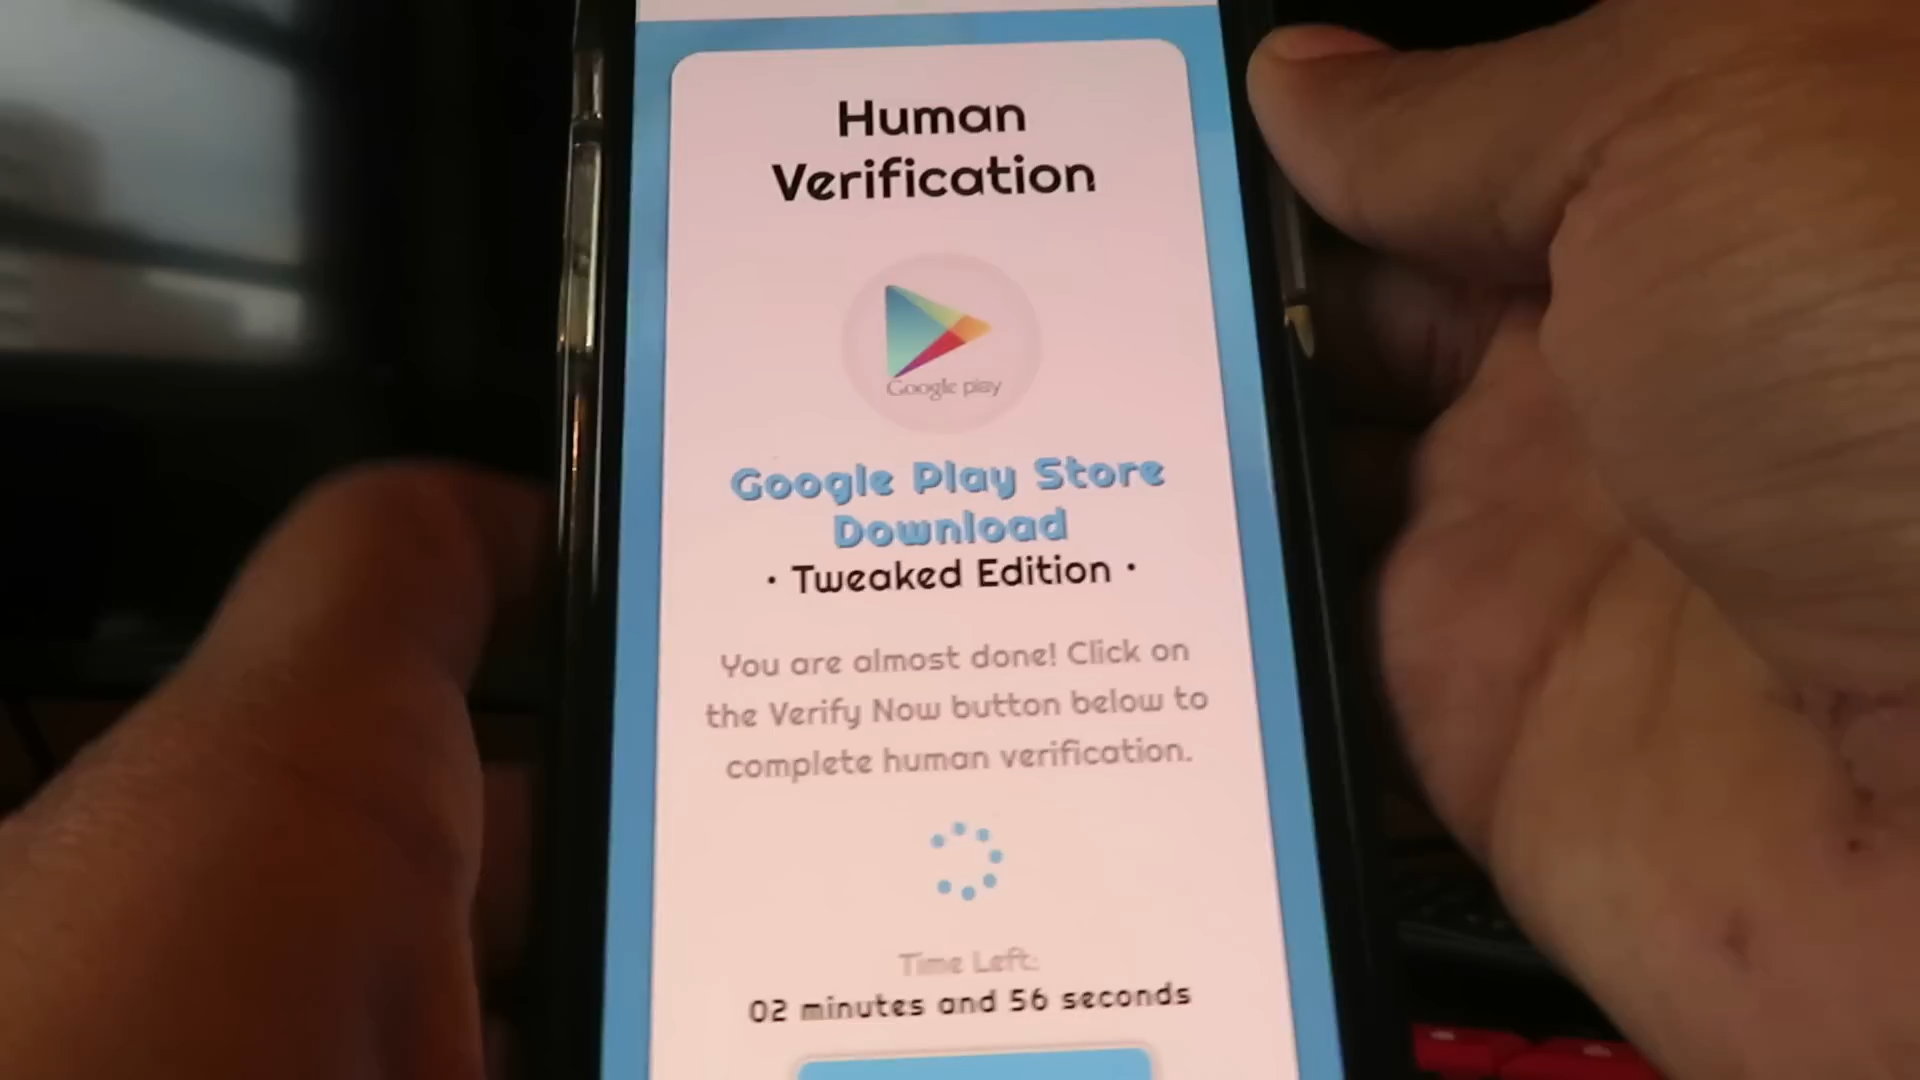 Human
Verification
Google play
Google Play Store
Download
· Tweaked Edition ·
You are almost done! Click on
the Verify Now button below to
complete human verification.
Time Left:
02 minutes and 56 seconds